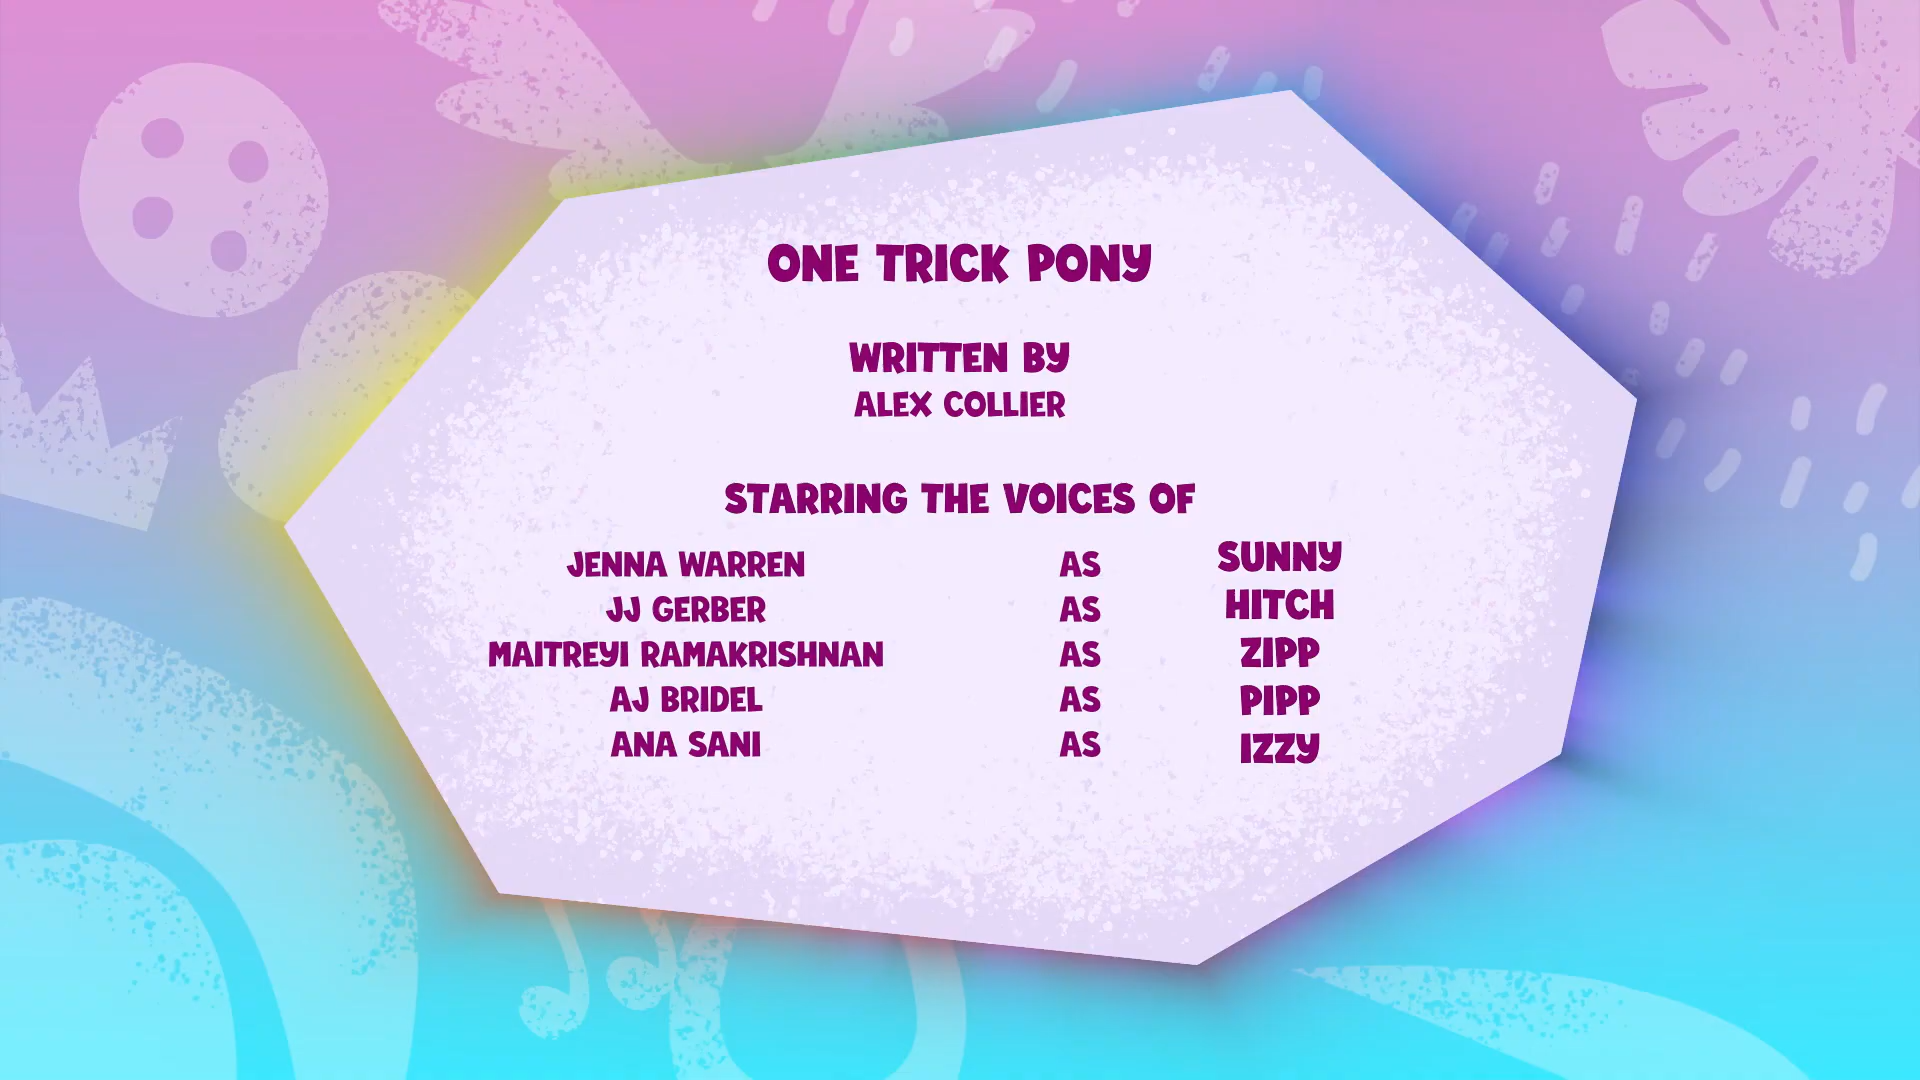 ONE TRICK PONY
WRITTEN BY
ALEX COLLIER
STARRING THE VOICES OF
JENNA WARREN AS SUNNY
JJ GERBER AS HITCH
MAITREYI RAMAKRISHNAN AS ZIPP
AJ BRIDEL AS PIPP
ANA SANI AS IZZY